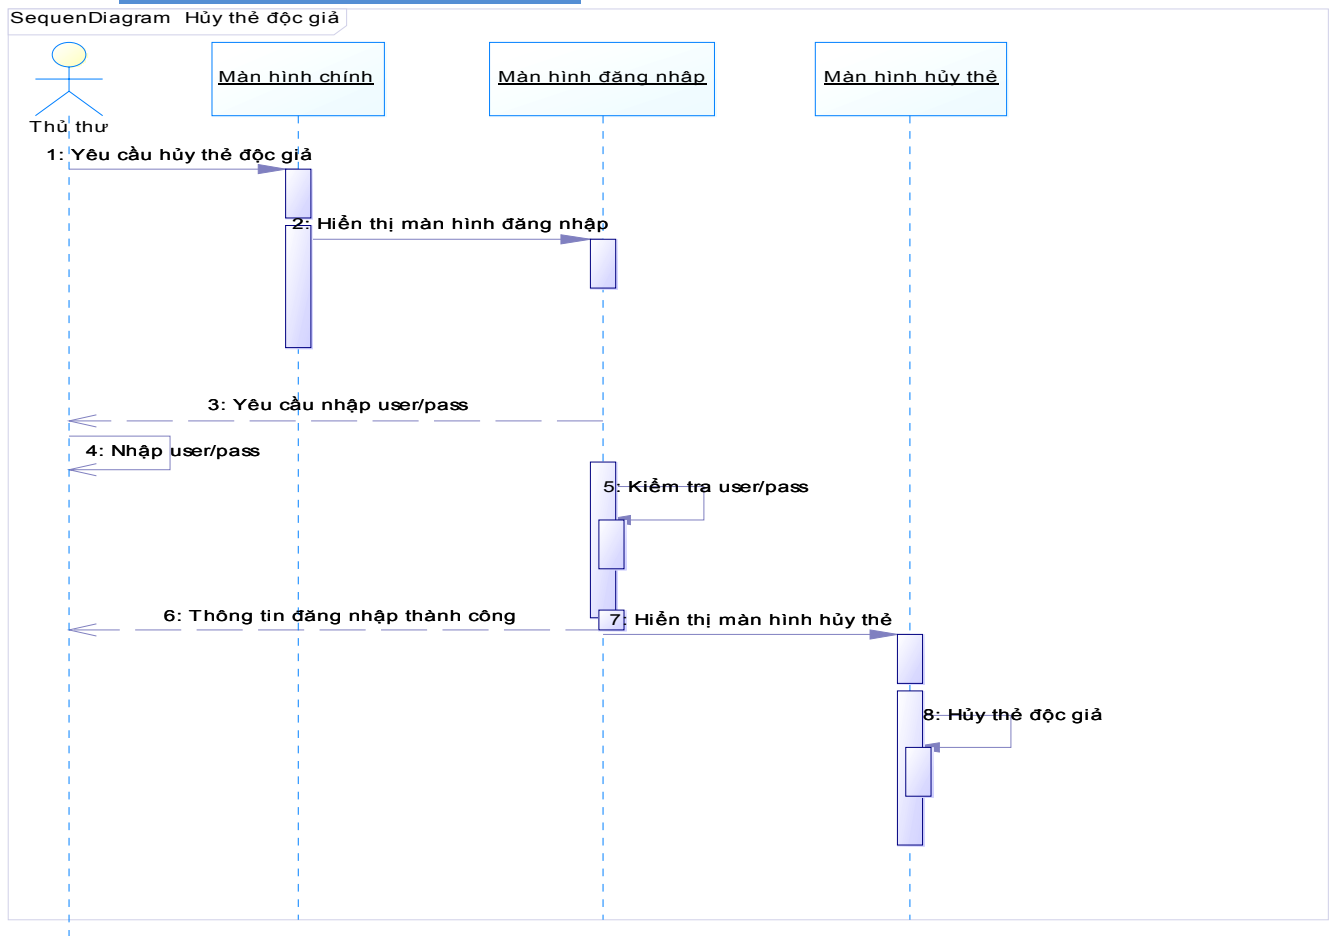 SequenDiagram Hủy thẻ độc giả
Màn hình chính
Màn hình đăng nhâp
Màn hình hủy thẻ
Thủ thư
1: Yêu cầu hủy thẻ độc giả
2: Hiển thị màn hình đăng nhập
3: Yêu cầu nhập user/pass
4: Nhập user/pass
5: Kiểm tra user/pass
6: Thông tin đăng nhập thành công
7: Hiển thị màn hình hủy thẻ
8: Hủy thẻ độc giả